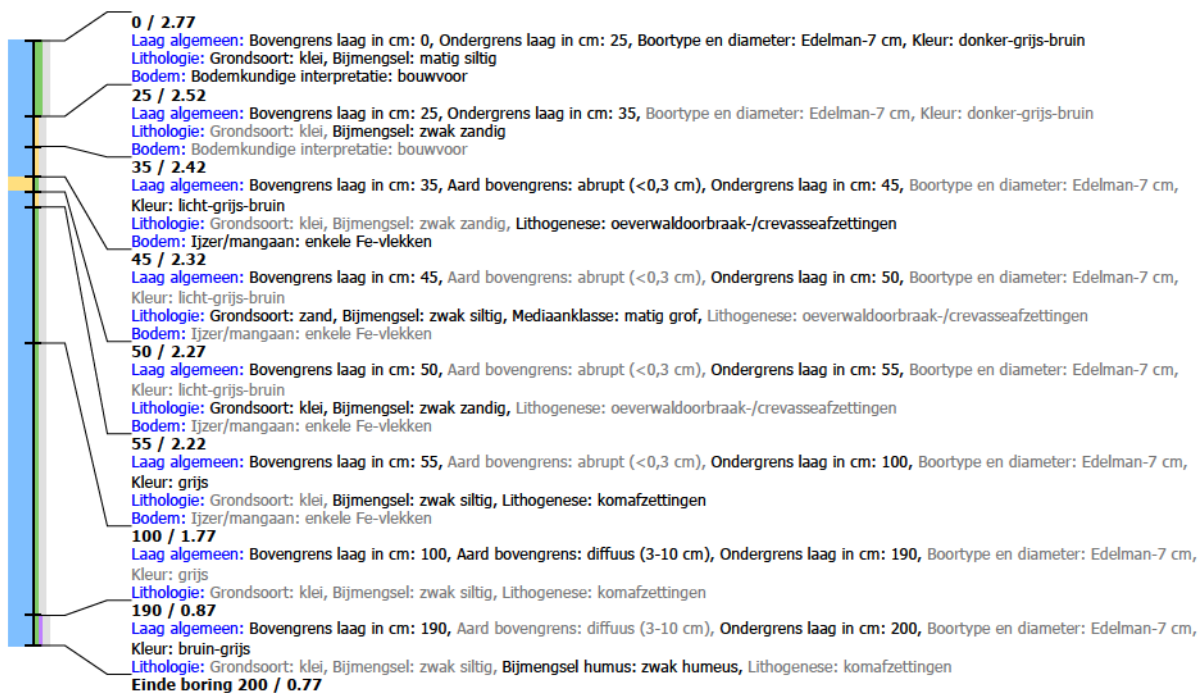 0 / 2.77
Laag algemeen: Bovengrens laag in cm: 0, Ondergrens laag in cm: 25, Boortype en diameter: Edelman-7 cm, Kleur: donker-grijs-bruin
Lithologie: Grondsoort: klei, Bijmengsel: matig siltig
Bodem: Bodemkundige interpretatie: bouwvoor
25 / 2.52
Laag algemeen: Bovengrens laag in cm: 25, Ondergrens laag in cm: 35, Boortype en diameter: Edelman-7 cm, Kleur: donker-grijs-bruin
Lithologie: Grondsoort: klei, Bijmengsel: zwak zandig
Bodem: Bodemkundige interpretatie: bouwvoor
35 / 2.42
Laag algemeen: Bovengrens laag in cm: 35, Aard bovengrens: abrupt (<0,3 cm), Ondergrens laag in cm: 45, Boortype en diameter: Edelman-7 cm,
Kleur: licht-grijs-bruin
Lithologie: Grondsoort: klei, Bijmengsel: zwak zandig, Lithogenese: oeverwaldoorbraak-/crevasseafzettingen
Bodem: Ijzer/mangaan: enkele Fe-vlekken
45 / 2.32
Laag algemeen: Bovengrens laag in cm: 45, Aard bovengrens: abrupt (<0,3 cm), Ondergrens laag in cm: 50, Boortype en diameter: Edelman-7 cm,
Kleur: licht-grijs-bruin
Lithologie: Grondsoort: zand, Bijmengsel: zwak siltig, Mediaanklasse: matig grof, Lithogenese: oeverwaldoorbraak-/crevasseafzettingen
Bodem: Ijzer/mangaan: enkele Fe-vlekken
50 / 2.27
Laag algemeen: Bovengrens laag in cm: 50, Aard bovengrens: abrupt (<0,3 cm), Ondergrens laag in cm: 55, Boortype en diameter: Edelman-7 cm,
Kleur: licht-grijs-bruin
Lithologie: Grondsoort: klei, Bijmengsel: zwak zandig, Lithogenese: oeverwaldoorbraak-/crevasseafzettingen
Bodem: Ijzer/mangaan: enkele Fe-vlekken
55 / 2.22
Laag algemeen: Bovengrens laag in cm: 55, Aard bovengrens: abrupt (<0,3 cm), Ondergrens laag in cm: 100, Boortype en diameter: Edelman-7 cm,
Kleur: grijs
Lithologie: Grondsoort: klei, Bijmengsel: zwak siltig, Lithogenese: komafzettingen
Bodem: Ijzer/mangaan: enkele Fe-vlekken
100 / 1.77
Laag algemeen: Bovengrens laag in cm: 100, Aard bovengrens: diffuus (3-10 cm), Ondergrens laag in cm: 190, Boortype en diameter: Edelman-7 cm,
Kleur: grijs
Lithologie: Grondsoort: klei, Bijmengsel: zwak siltig, Lithogenese: komafzettingen
190 / 0.87
Laag algemeen: Bovengrens laag in cm: 190, Aard bovengrens: diffuus (3-10 cm), Ondergrens laag in cm: 200, Boortype en diameter: Edelman-7 cm,
Kleur: bruin-grijs
Lithologie: Grondsoort: klei, Bijmengsel: zwak siltig, Bijmengsel humus: zwak humeus, Lithogenese: komafzettingen
Einde boring 200 / 0.77